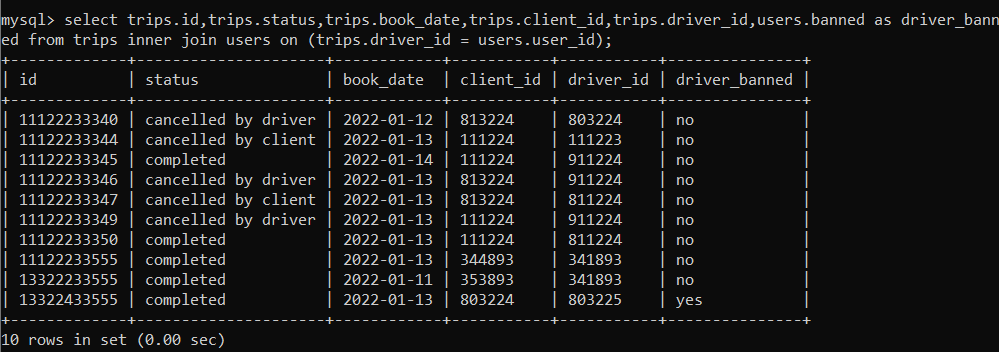 mysql> select trips.id,trips.status,trips.book_date,trips.client_id,trips.driver_id,users.banned as driver_bann
ed from trips inner join users on (trips.driver_id = users.user_id);
+-------------+---------------------+------------+-----------+-----------+---------------+
| id          | status              | book_date  | client_id | driver_id | driver_banned |
+-------------+---------------------+------------+-----------+-----------+---------------+
| 11122233340 | cancelled by driver | 2022-01-12 | 813224    | 803224    | no            |
| 11122233344 | cancelled by client | 2022-01-13 | 111224    | 111223    | no            |
| 11122233345 | completed           | 2022-01-14 | 111224    | 911224    | no            |
| 11122233346 | cancelled by driver | 2022-01-13 | 813224    | 911224    | no            |
| 11122233347 | cancelled by client | 2022-01-13 | 813224    | 811224    | no            |
| 11122233349 | cancelled by driver | 2022-01-13 | 111224    | 911224    | no            |
| 11122233350 | completed           | 2022-01-13 | 111224    | 811224    | no            |
| 11122233555 | completed           | 2022-01-13 | 344893    | 341893    | no            |
| 13322233555 | completed           | 2022-01-11 | 353893    | 341893    | no            |
| 13322433555 | completed           | 2022-01-13 | 803224    | 803225    | yes           |
+-------------+---------------------+------------+-----------+-----------+---------------+
10 rows in set (0.00 sec)